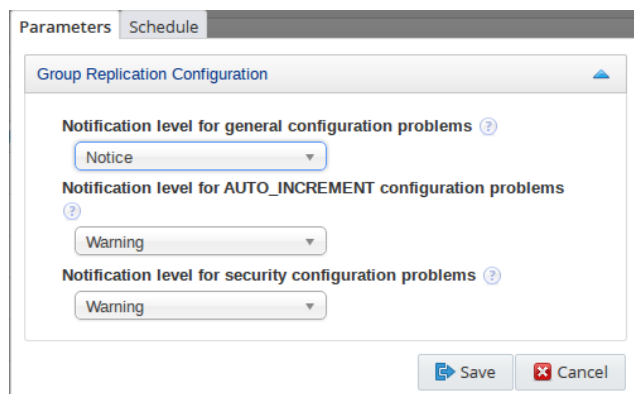 Parameters Schedule
Group Replication Configuration
Notification level for general configuration problems ?
Notice
Notification level for AUTO_INCREMENT configuration problems
?
Warning
Notification level for security configuration problems ?
Warning
Save Cancel